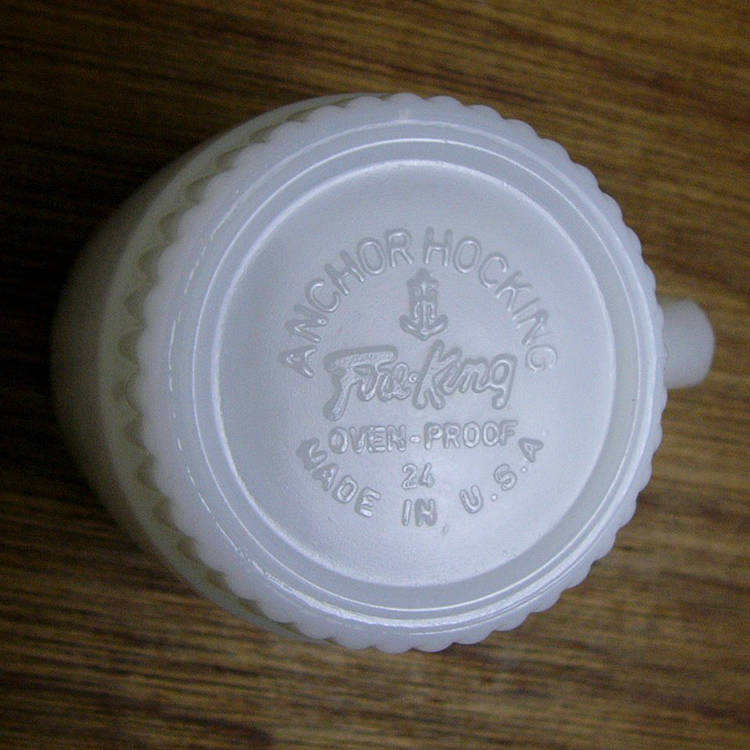 ANCHOR HOCKING
Fire-King
OVEN-PROOF
24
MADE IN U.S.A